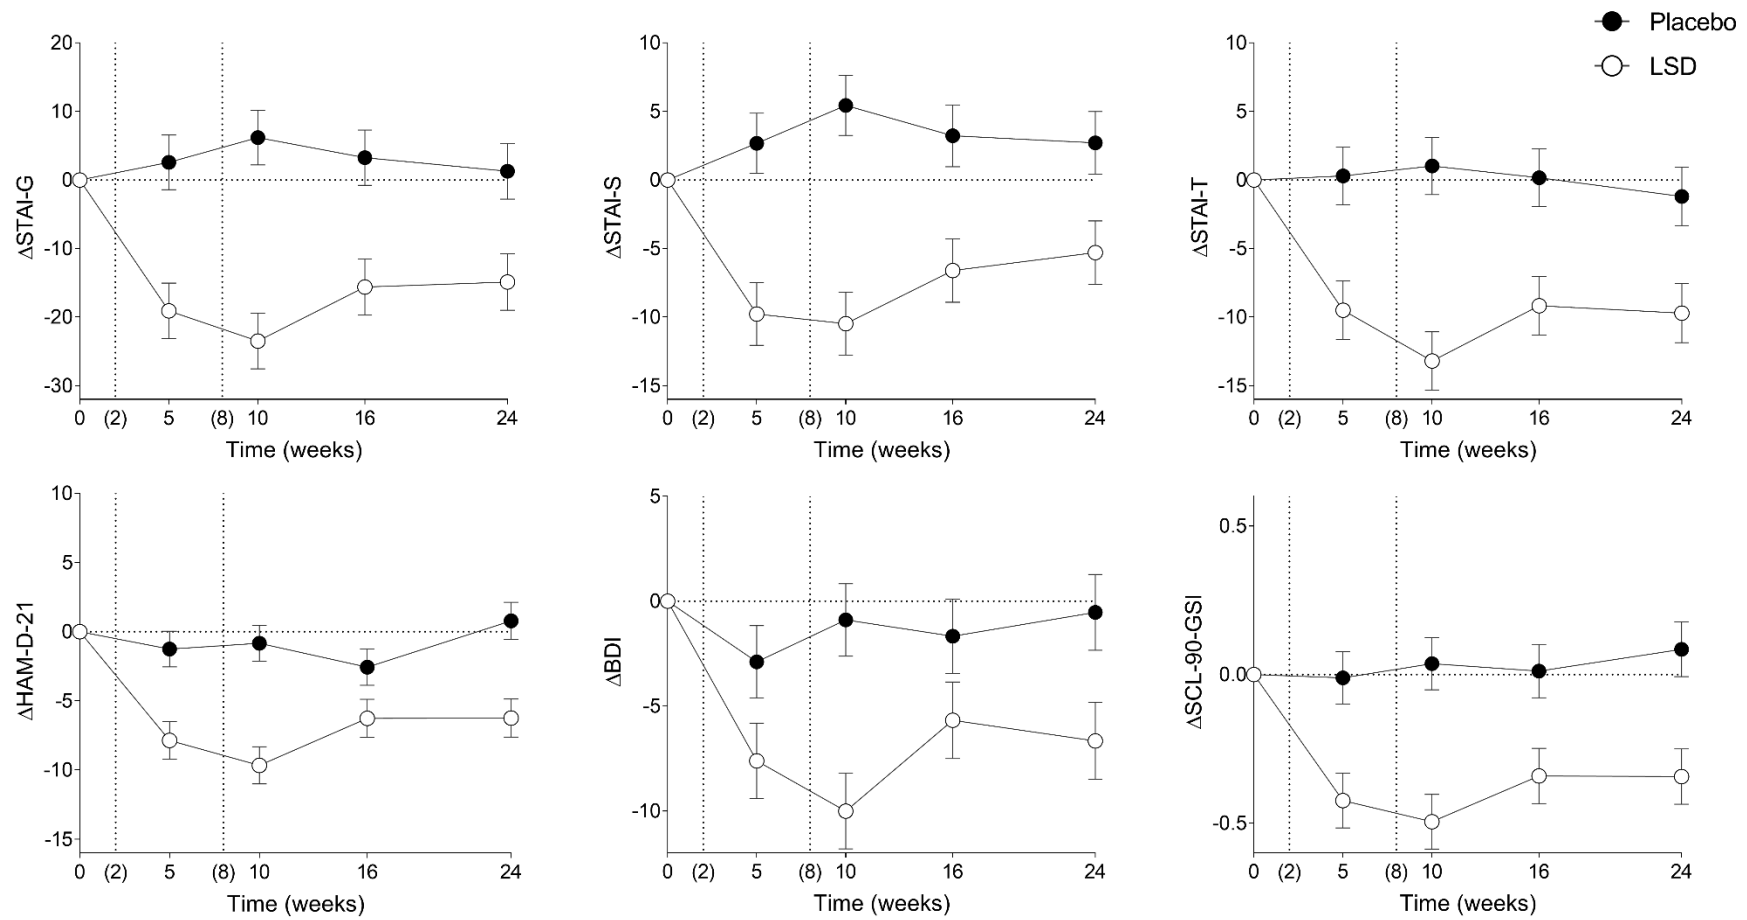 Placebo
LSD
20
10
0
-10
-20
-30
ΔSTAI-G
0 (2) 5 (8) 10 16 24
Time (weeks)
10
5
0
-5
-10
-15
ΔSTAI-S
0 (2) 5 (8) 10 16 24
Time (weeks)
10
5
0
-5
-10
-15
ΔSTAI-T
0 (2) 5 (8) 10 16 24
Time (weeks)
10
5
0
-5
-10
-15
ΔHAM-D-21
0 (2) 5 (8) 10 16 24
Time (weeks)
5
0
-5
-10
ΔBDI
0 (2) 5 (8) 10 16 24
Time (weeks)
0.5
0.0
-0.5
ΔSCL-90-GSI
0 (2) 5 (8) 10 16 24
Time (weeks)